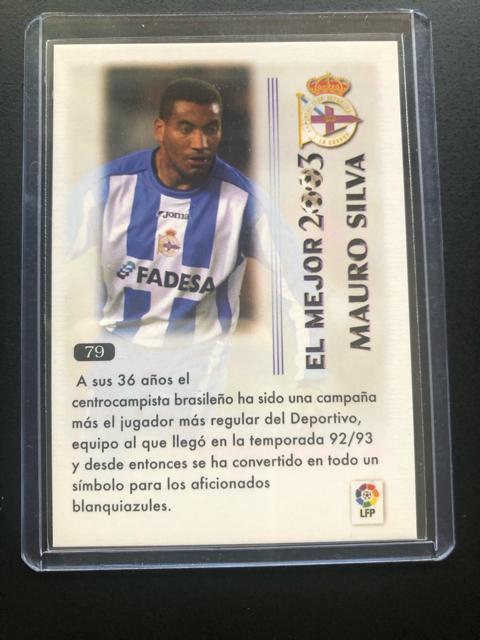 EL MEJOR 2003
MAURO SILVA
Joma
FADESA
79
A sus 36 años el
centrocampista brasileño ha sido una campaña
más el jugador más regular del Deportivo,
equipo al que llegó en la temporada 92/93
y desde entonces se ha convertido en todo un
símbolo para los aficionados
blanquiazules.
LFP